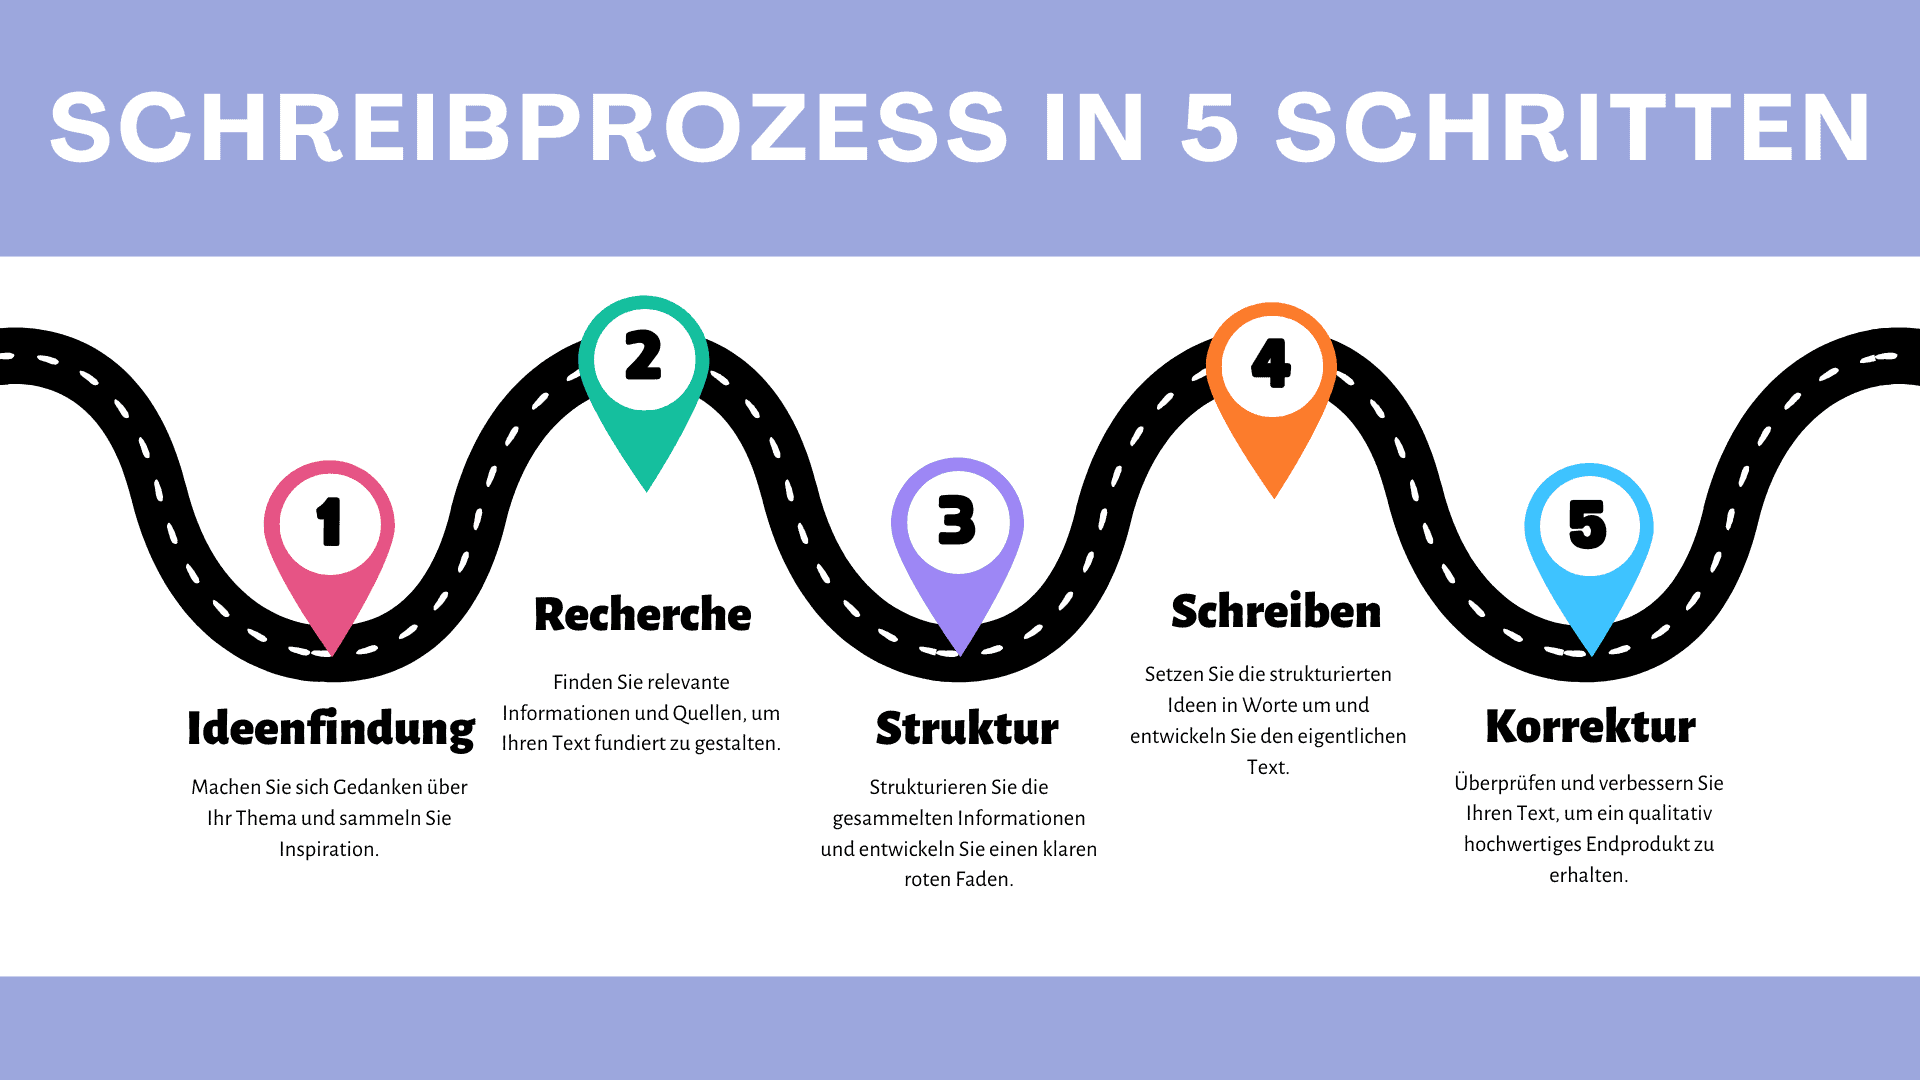 SCHREIBPROZESS IN 5 SCHRITTEN
1
Ideenfindung
Machen Sie sich Gedanken über
Ihr Thema und sammeln Sie
Inspiration.
2
Recherche
Finden Sie relevante
Informationen und Quellen, um
Ihren Text fundiert zu gestalten.
3
Struktur
Strukturieren Sie die
gesammelten Informationen
und entwickeln Sie einen klaren
roten Faden.
4
Schreiben
Setzen Sie die strukturierten
Ideen in Worte um und
entwickeln Sie den eigentlichen
Text.
5
Korrektur
Überprüfen und verbessern Sie
Ihren Text, um ein qualitativ
hochwertiges Endprodukt zu
erhalten.